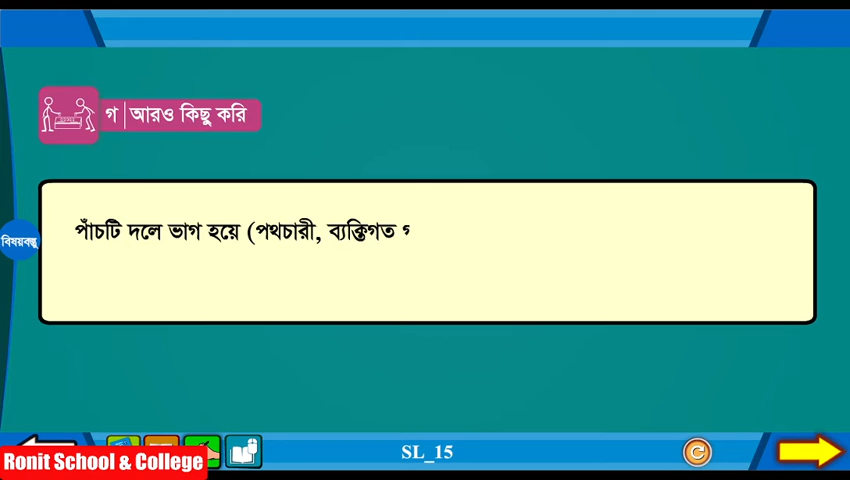 গ আরও কিছু করি
পাঁচটি দলে ভাগ হয়ে (পথচারী, ব্যক্তিগত
বিষয়বস্তু
SL_15
Ronit School & College